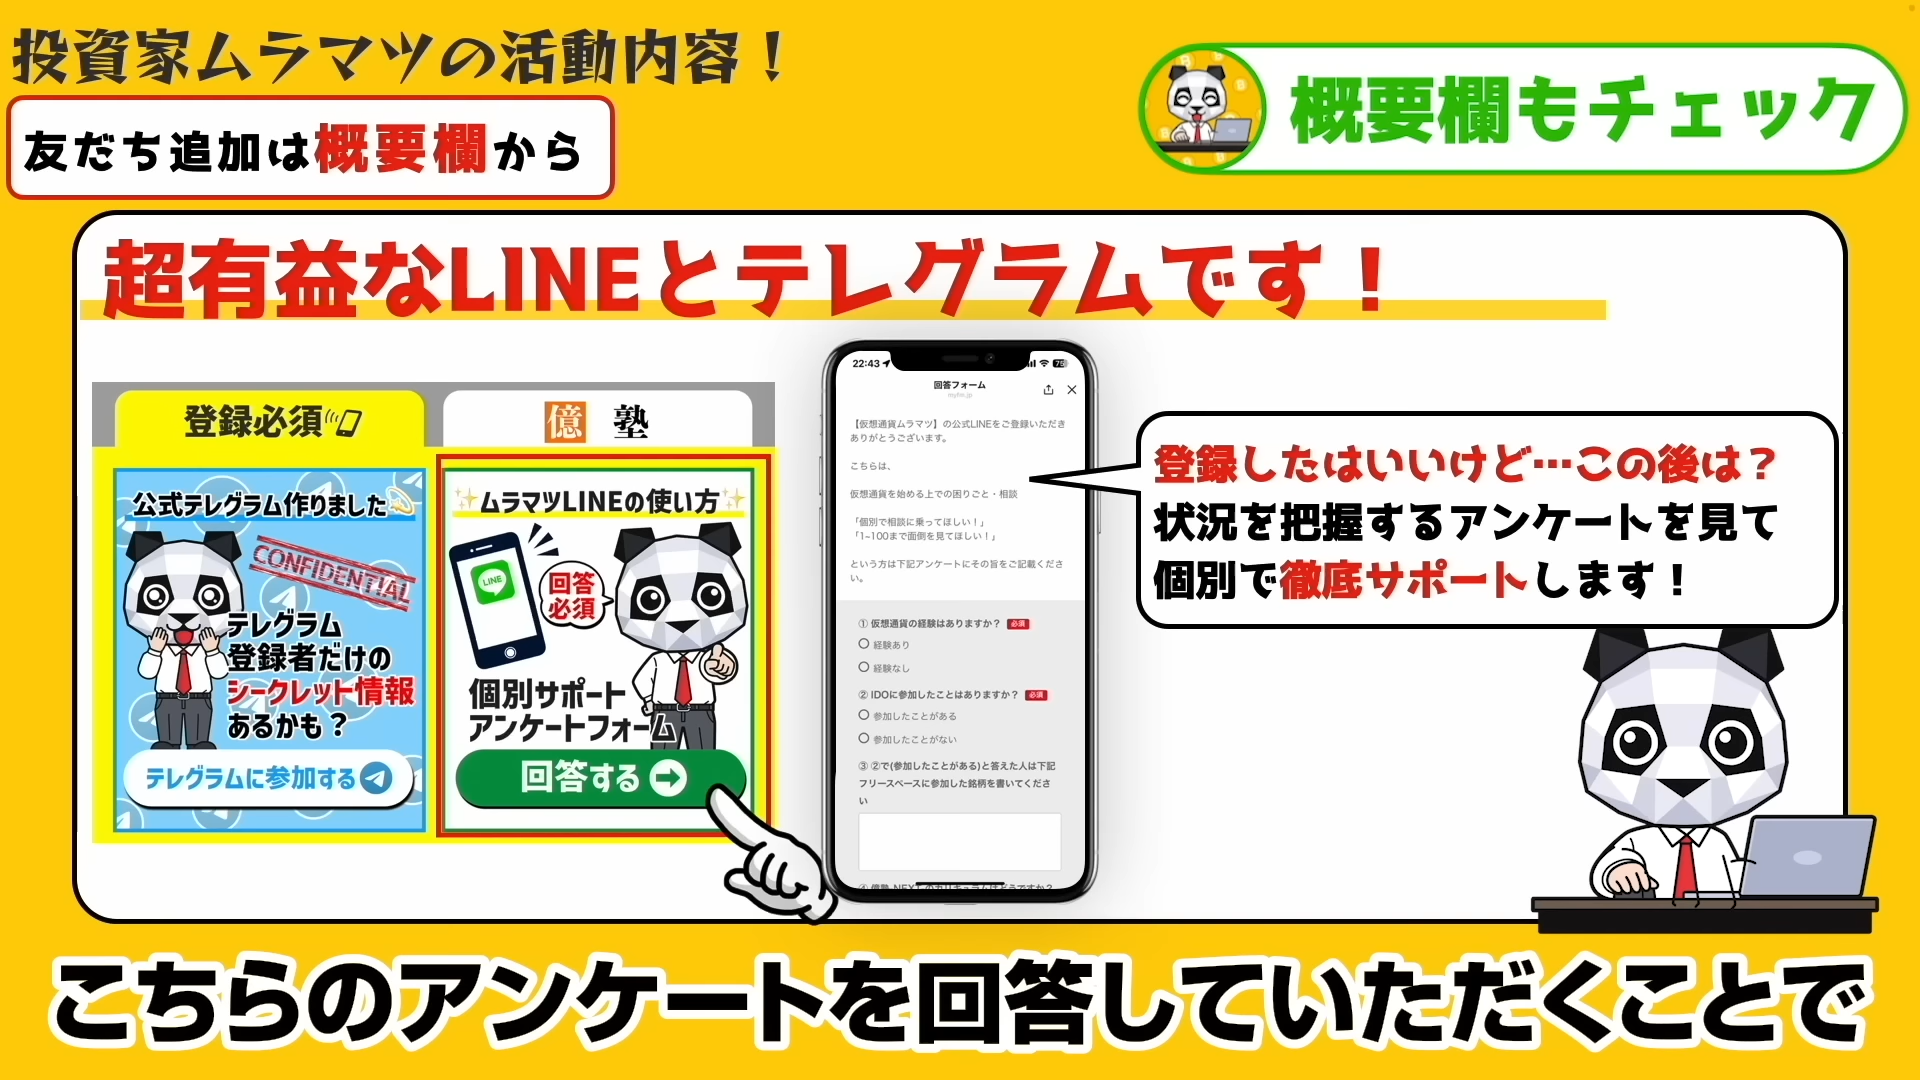 投資家ムラマツの活動内容！
友だち追加は概要欄から
概要欄もチェック
超有益なLINEとテレグラムです！
登録必須
億 塾
公式テレグラム作りました
CONFIDENTIAL
テレグラム
登録者だけの
シークレット情報
あるかも？
テレグラムに参加する
ムラマツLINEの使い方
LINE
回答
必須
個別サポート
アンケートフォーム
回答する
22:43
回答フォーム
myfm.jp
【仮想通貨ムラマツ】の公式LINEをご登録いただき
ありがとうございます。
こちらは、
仮想通貨を始める上での困りごと・相談
「個別で相談に乗ってほしい！」
「1~100まで面倒を見てほしい！」
という方は下記アンケートにその旨をご記載くださ
い。
① 仮想通貨の経験はありますか？ 必須
経験あり
経験なし
② IDOに参加したことはありますか？ 必須
参加したことがある
参加したことがない
③ ②で(参加したことがある)と答えた人は下記
フリースペースに参加した銘柄を書いてくださ
い
登録したはいいけど…この後は？
状況を把握するアンケートを見て
個別で徹底サポートします！
こちらのアンケートを回答していただくことで